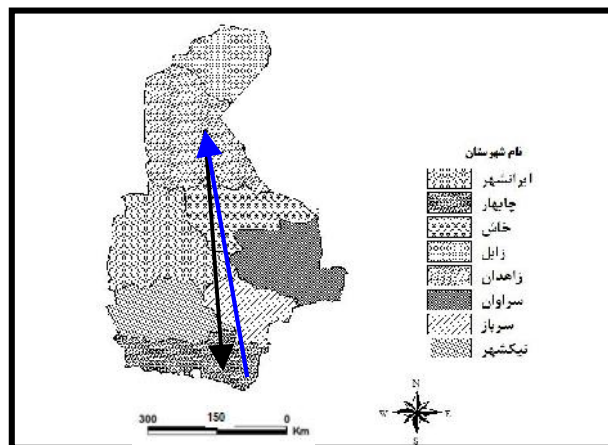 نام شهرستان
ایرانشهر
چابهار
خاش
زابل
زاهدان
سراوان
سرباز
نیکشهر
300 150 0
Km
N
W E
S